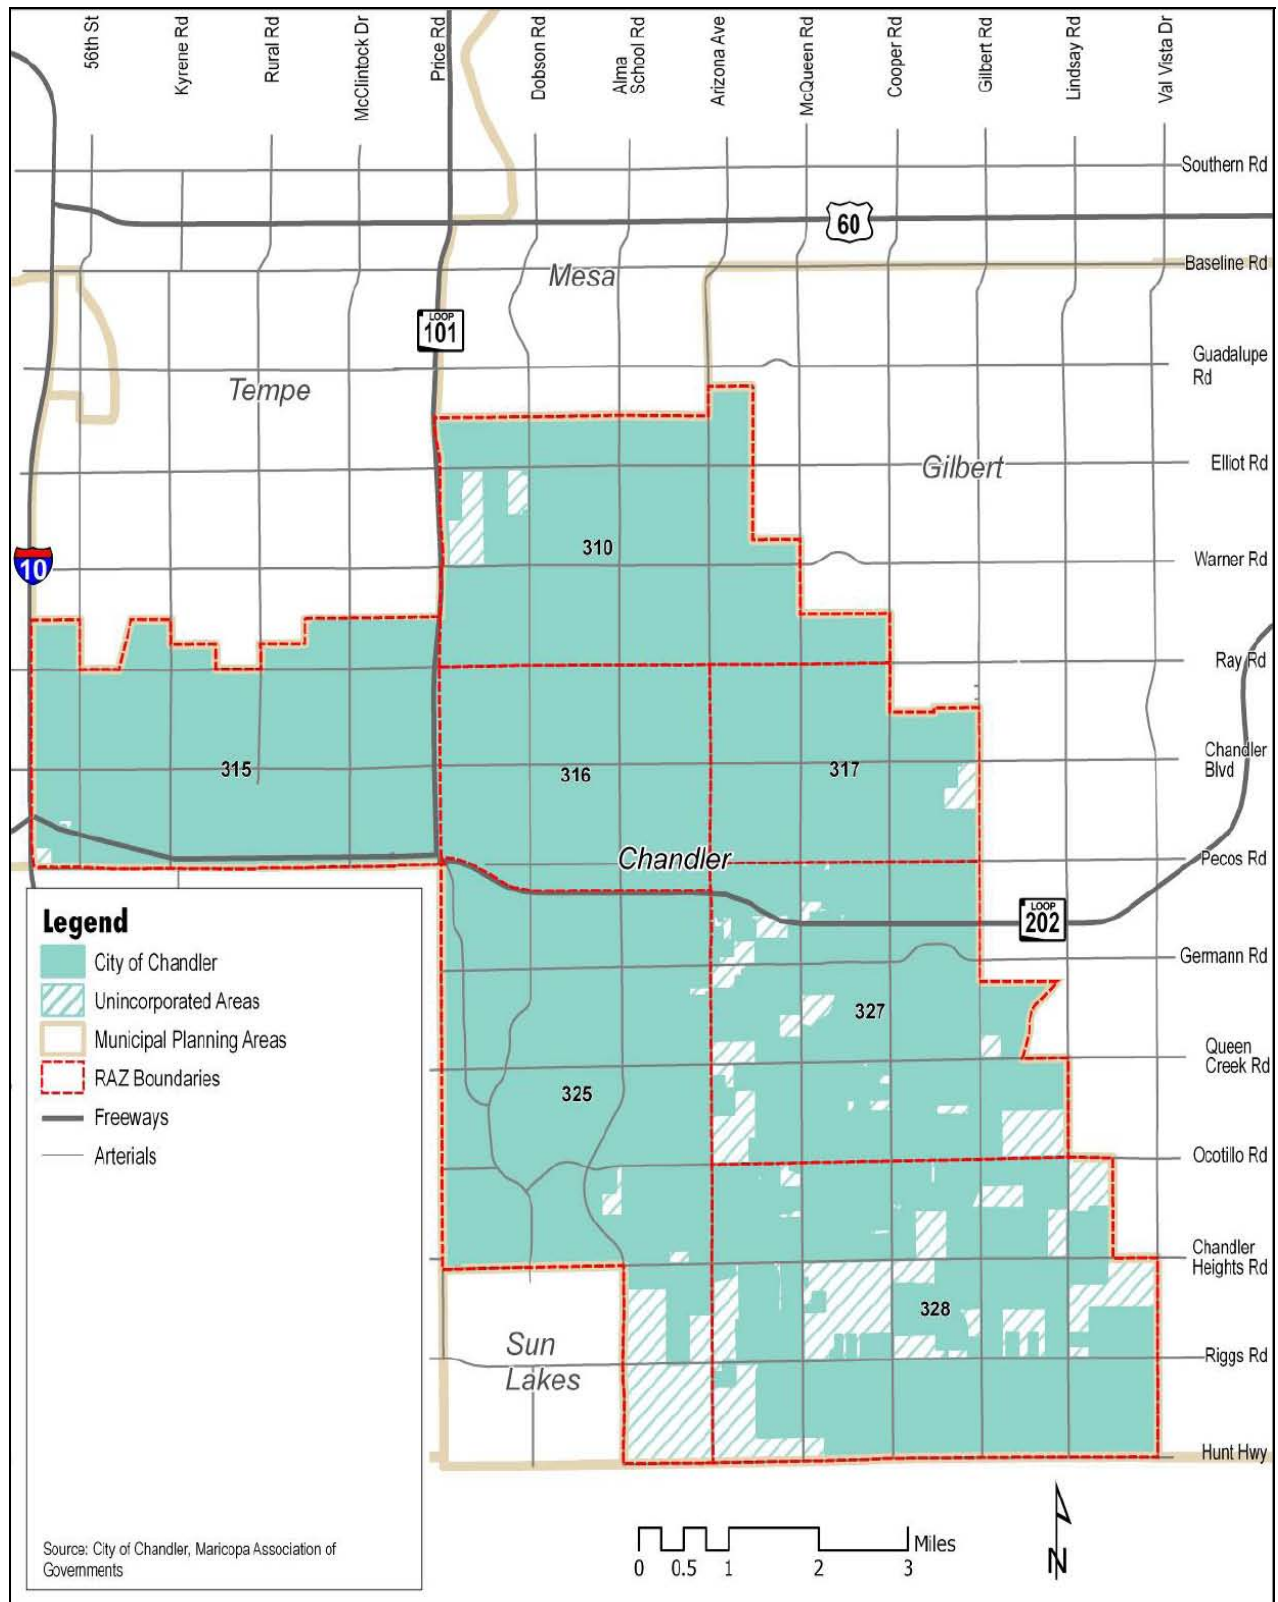 56th St
Kyrene Rd
Rural Rd
McClintock Dr
Price Rd
Dobson Rd
Alma
School Rd
Arizona Ave
McQueen Rd
Cooper Rd
Gilbert Rd
Lindsay Rd
Val Vista Dr
Southern Rd
60
Baseline Rd
Mesa
LOOP
101
Guadalupe
Rd
Tempe
Elliot Rd
Gilbert
310
Warner Rd
10
Ray Rd
Chandler
Blvd
315
316
317
Chandler
Pecos Rd
LOOP
202
Germann Rd
327
Queen
Creek Rd
325
Ocotillo Rd
Chandler
Heights Rd
328
Sun
Lakes
Riggs Rd
Hunt Hwy
Legend
City of Chandler
Unincorporated Areas
Municipal Planning Areas
RAZ Boundaries
Freeways
Arterials
Source: City of Chandler, Maricopa Association of
Governments
Miles
0 0.5 1 2 3
N